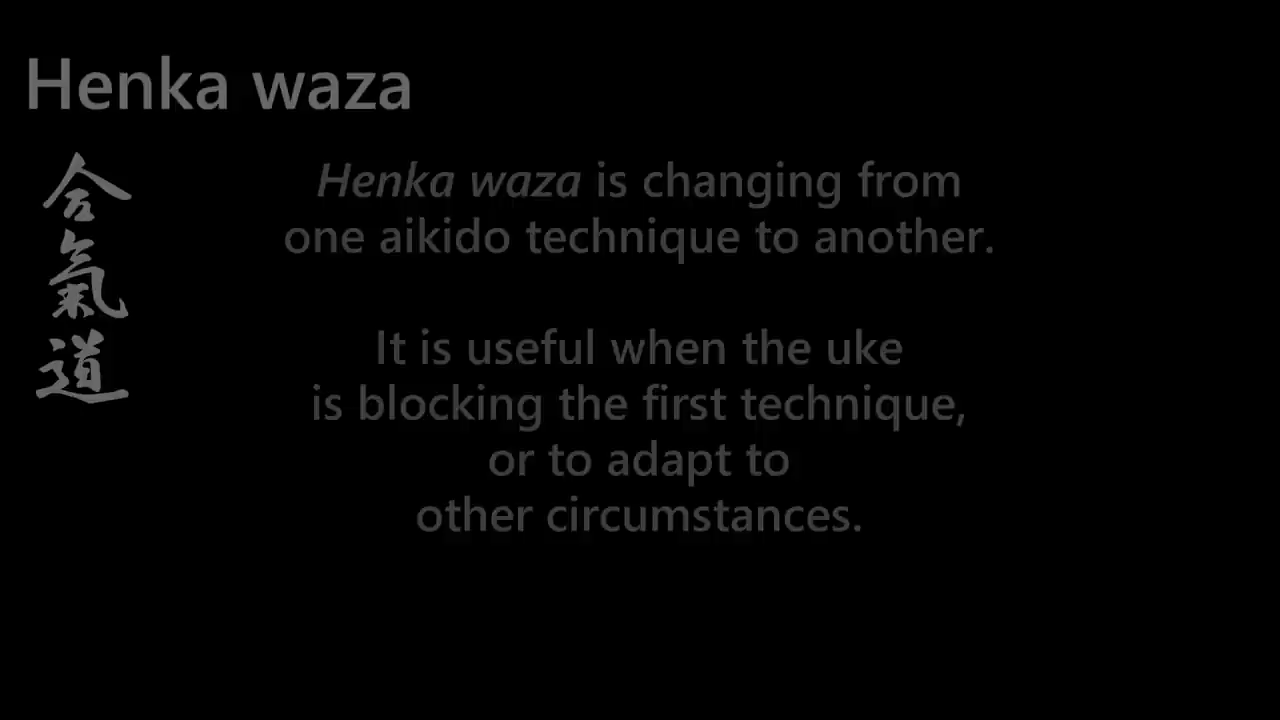 Henka waza
合
氣
道
Henka waza is changing from
one aikido technique to another.
It is useful when the uke
is blocking the first technique,
or to adapt to
other circumstances.